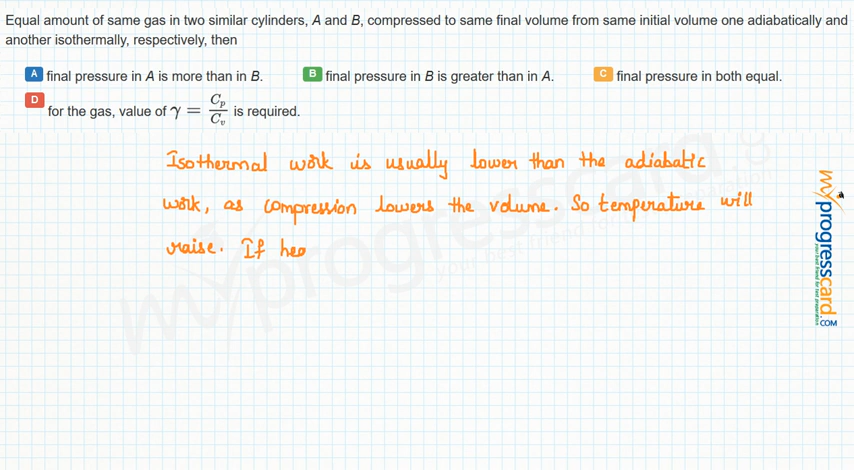 Equal amount of same gas in two similar cylinders, A and B, compressed to same final volume from same initial volume one adiabatically and
another isothermally, respectively, then
A final pressure in A is more than in B. B final pressure in B is greater than in A. C final pressure in both equal.
D for the gas, value of γ = C_p/C_v is required.
Isothermal work is usually lower than the adiabatic
work, as compression lowers the volume. So temperature will
raise. If hea
myprogresscard.COM